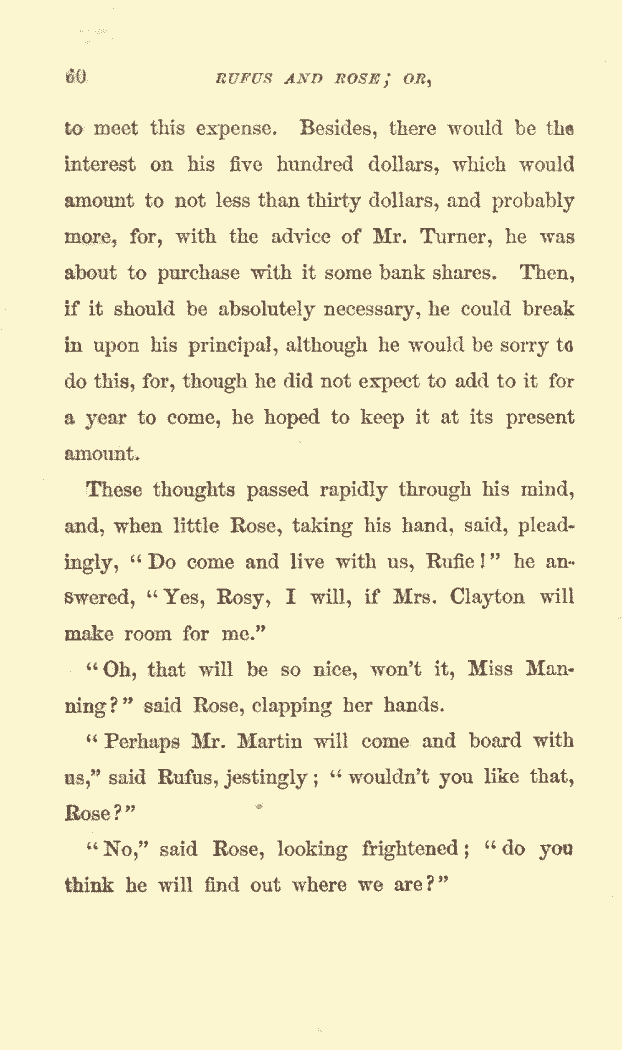 60 RUFUS AND ROSE; OR,
to meet this expense. Besides, there would be the
interest on his five hundred dollars, which would
amount to not less than thirty dollars, and probably
more, for, with the advice of Mr. Turner, he was
about to purchase with it some bank shares. Then,
if it should be absolutely necessary, he could break
in upon his principal, although he would be sorry to
do this, for, though he did not expect to add to it for
a year to come, he hoped to keep it at its present
amount.
These thoughts passed rapidly through his mind,
and, when little Rose, taking his hand, said, plead-
ingly, “Do come and live with us, Rufie!” he an-
swered, “Yes, Rosy, I will, if Mrs. Clayton will
make room for me.”
“Oh, that will be so nice, won’t it, Miss Man-
ning?” said Rose, clapping her hands.
“Perhaps Mr. Martin will come and board with
us,” said Rufus, jestingly; “wouldn’t you like that,
Rose?”
“No,” said Rose, looking frightened; “do you
think he will find out where we are?”